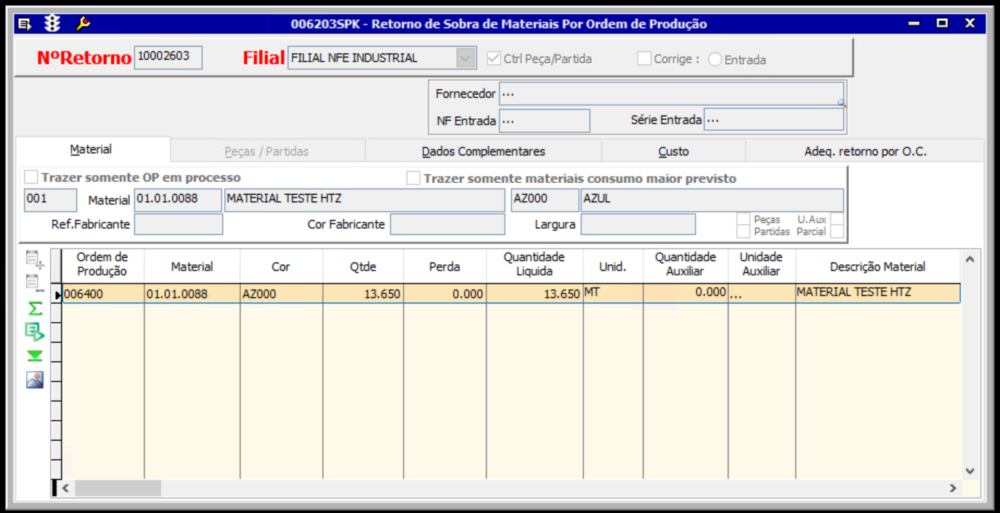 006203SPK - Retorno de Sobra de Materiais Por Ordem de Produção
NºRetorno 10002603 Filial FILIAL NFE INDUSTRIAL Ctrl Peça/Partida Corrige : Entrada
Fornecedor ...
NF Entrada ... Série Entrada ...
Material Peças / Partidas Dados Complementares Custo Adeq. retorno por O.C.
Trazer somente OP em processo Trazer somente materiais consumo maior previsto
001 Material 01.01.0088 MATERIAL TESTE HTZ AZ000 AZUL
Ref.Fabricante Cor Fabricante Largura Peças U.Aux
Partidas Parcial
Ordem de Produção Material Cor Qtde Perda Quantidade Liquida Unid. Quantidade Auxiliar Unidade Auxiliar Descrição Material
006400 01.01.0088 AZ000 13.650 0.000 13.650 MT 0.000 ... MATERIAL TESTE HTZ